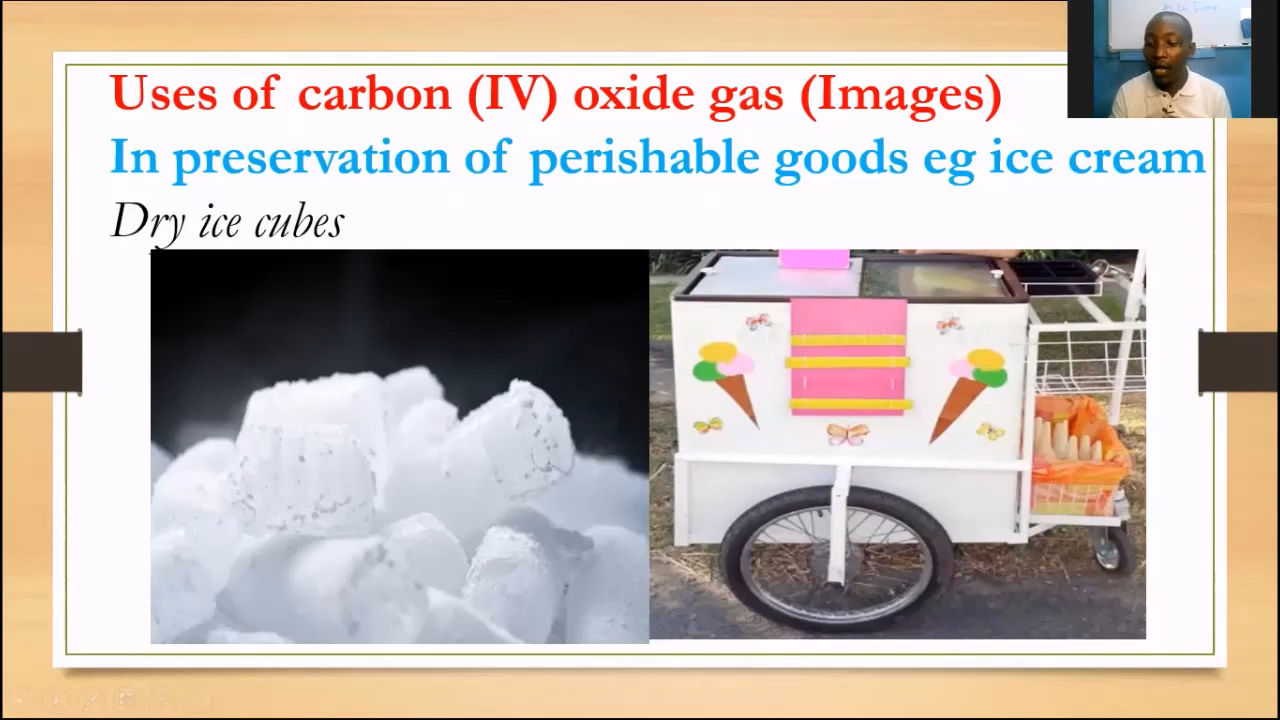 Uses of carbon (IV) oxide gas (Images)
In preservation of perishable goods eg ice cream
Dry ice cubes